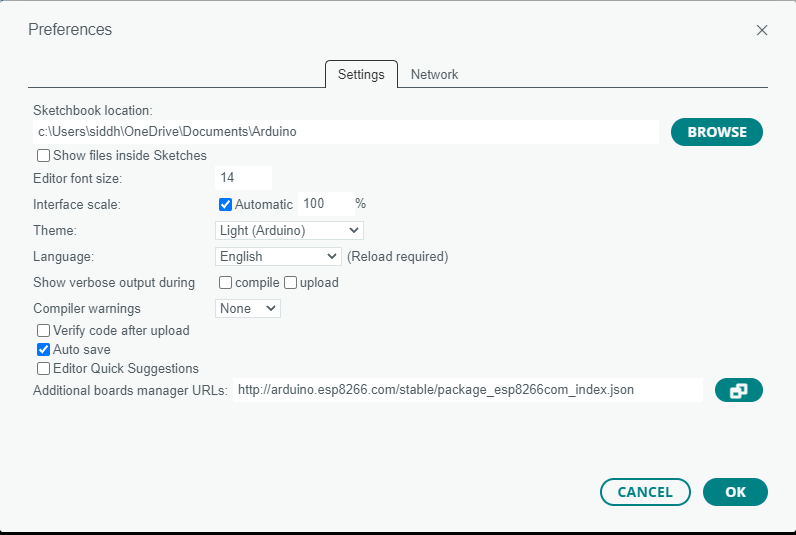 Preferences
Settings Network
Sketchbook location:
c:\Users\siddh\OneDrive\Documents\Arduino
BROWSE
Show files inside Sketches
Editor font size: 14
Interface scale: Automatic 100 %
Theme: Light (Arduino)
Language: English (Reload required)
Show verbose output during compile upload
Compiler warnings None
Verify code after upload
Auto save
Editor Quick Suggestions
Additional boards manager URLs: http://arduino.esp8266.com/stable/package_esp8266com_index.json
CANCEL OK